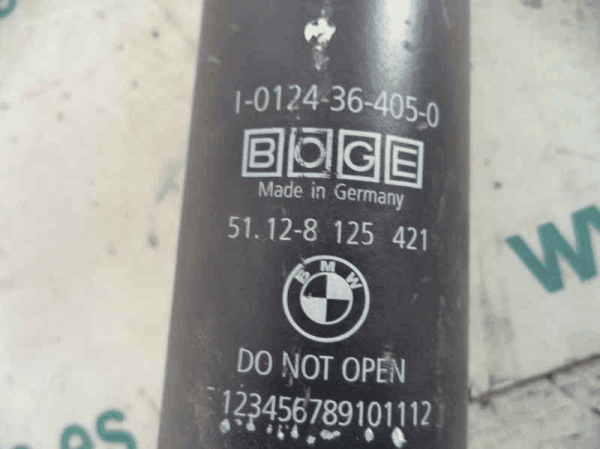 1-0124-36-405-0
BOGE
Made in Germany
51.12-8 125 421
BMW
DO NOT OPEN
123456789101112
.es